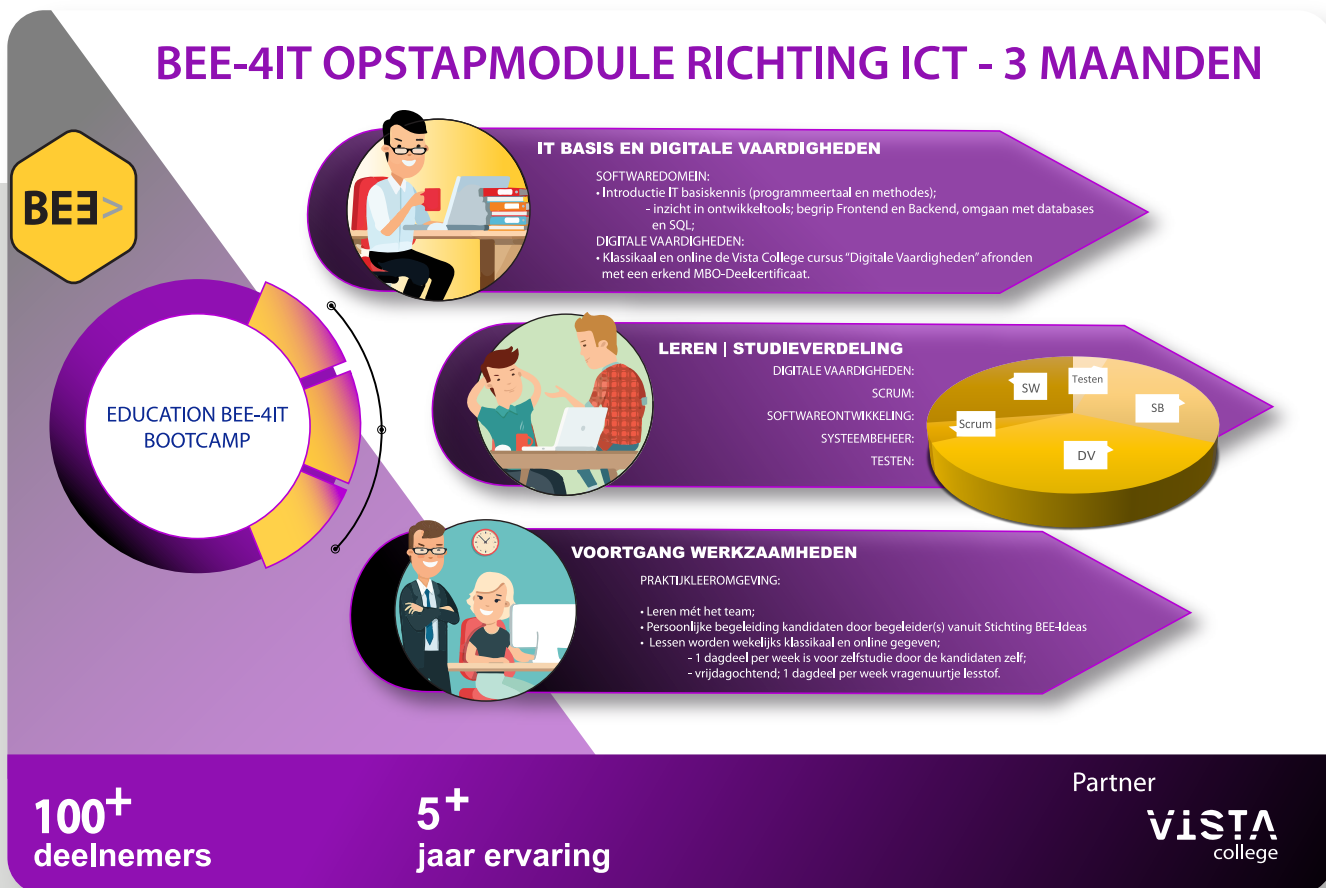 BEE-4IT OPSTAPMODULE RICHTING ICT - 3 MAANDEN
BEE>
IT BASIS EN DIGITALE VAARDIGHEDEN
SOFTWAREDOMEIN:
• Introductie IT basiskennis (programmeertaal en methodes);
- inzicht in ontwikkeltools; begrip Frontend en Backend, omgaan met databases
en SQL;
DIGITALE VAARDIGHEDEN:
• Klassikaal en online de Vista College cursus “Digitale Vaardigheden” afronden
met een erkend MBO-Deelcertificaat.
EDUCATION BEE-4IT
BOOTCAMP
LEREN | STUDIEVERDELING
DIGITALE VAARDIGHEDEN:
SCRUM:
SOFTWAREONTWIKKELING:
SYSTEEMBEHEER:
TESTEN:
SW
Testen
SB
Scrum
DV
VOORTGANG WERKZAAMHEDEN
PRAKTIJKLEEROMGEVING:
• Leren mét het team;
• Persoonlijke begeleiding kandidaten door begeleider(s) vanuit Stichting BEE-Ideas
• Lessen worden wekelijks klassikaal en online gegeven;
- 1 dagdeel per week is voor zelfstudie door de kandidaten zelf;
- vrijdagochtend; 1 dagdeel per week vragenuurtje lesstof.
100+
deelnemers
5+
jaar ervaring
Partner
VISTA
college